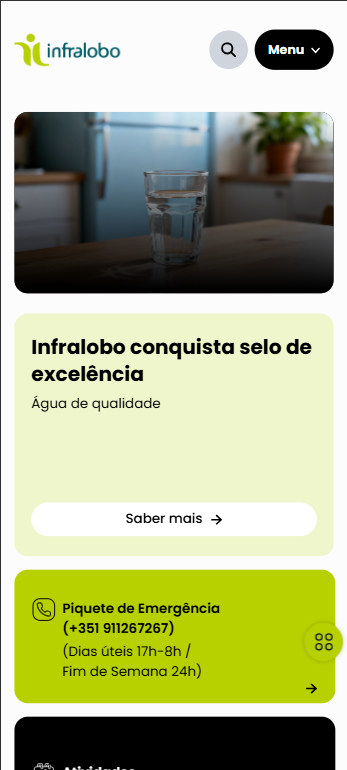 infralobo
Menu
Infralobo conquista selo de
excelência
Água de qualidade
Saber mais
Piquete de Emergência
(+351 911267267)
(Dias úteis 17h-8h /
Fim de Semana 24h)
Atividades